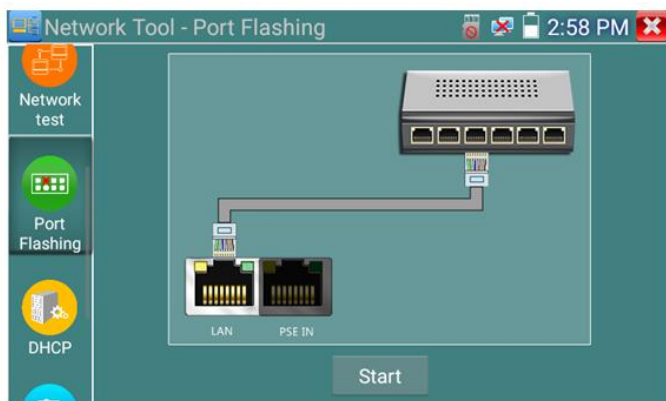 Network Tool - Port Flashing
2:58 PM
Network
test
Port
Flashing
DHCP
LAN
PSE IN
Start